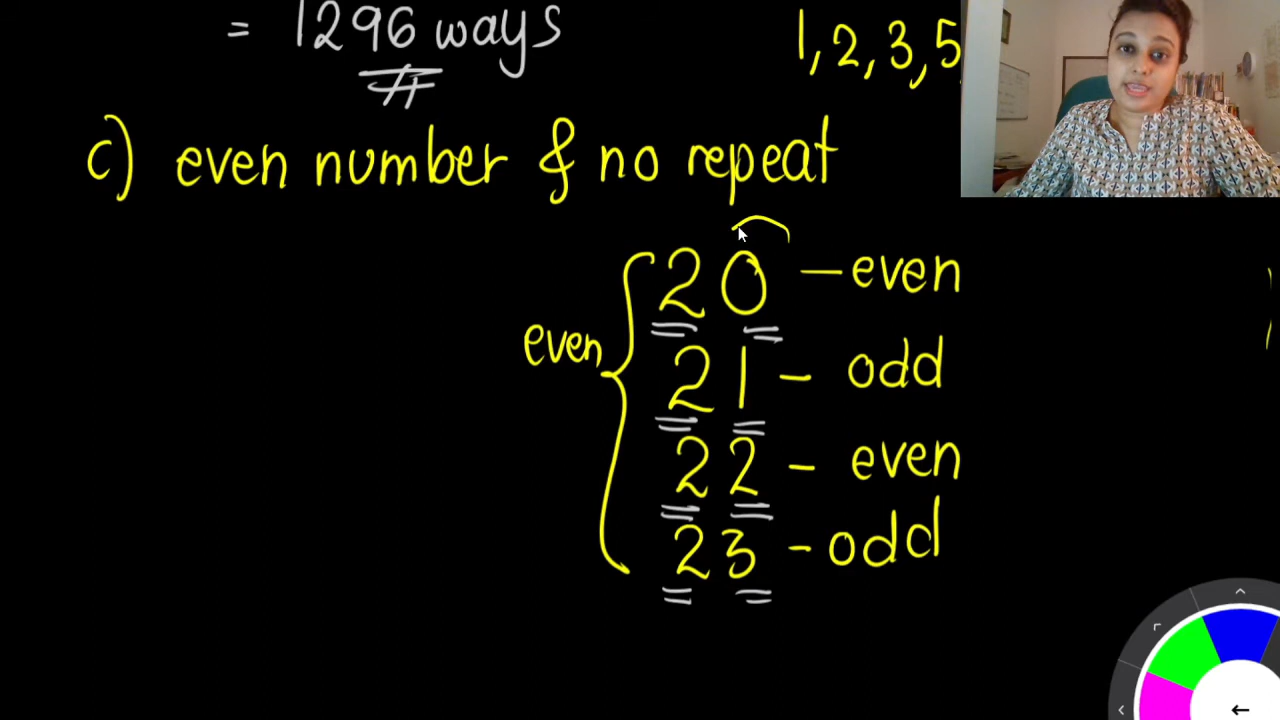 = 1296 ways
1, 2, 3, 5
c) even number & no repeat
even
20 — even
21 - odd
22 - even
23 - odd